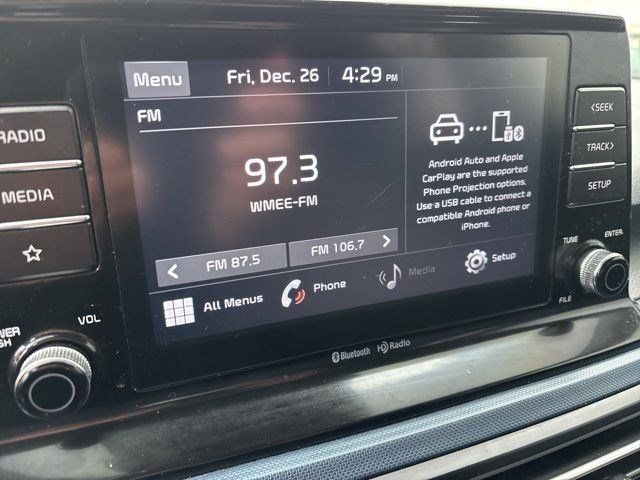 Menu
Fri, Dec. 26
4:29 PM
FM
97.3
WMEE-FM
< FM 87.5
FM 106.7 >
Android Auto and Apple
CarPlay are the supported
Phone Projection options.
Use a USB cable to connect a
compatible Android phone or
iPhone.
All Menus
Phone
Media
Setup
RADIO
MEDIA
VOL
<SEEK
TRACK>
SETUP
TUNE
ENTER
FILE
Bluetooth
HD Radio